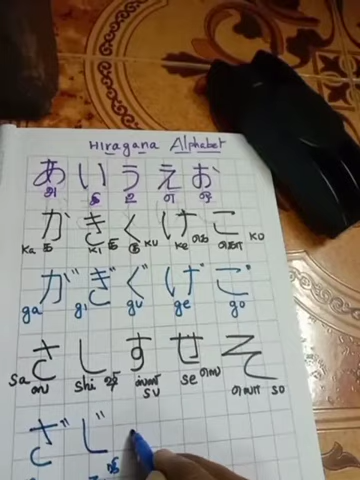 Hiragana Alphabet
あ い う え お
அ இ உ எ ஒ
か き く け こ
ka க ki கி கு ku ke கெ கொ ko
が ぎ ぐ げ ご
ga gi gu ge go
さ し す せ そ
sa ஸ shi ஷி su se ஸெ ஸொ so
ざ じ